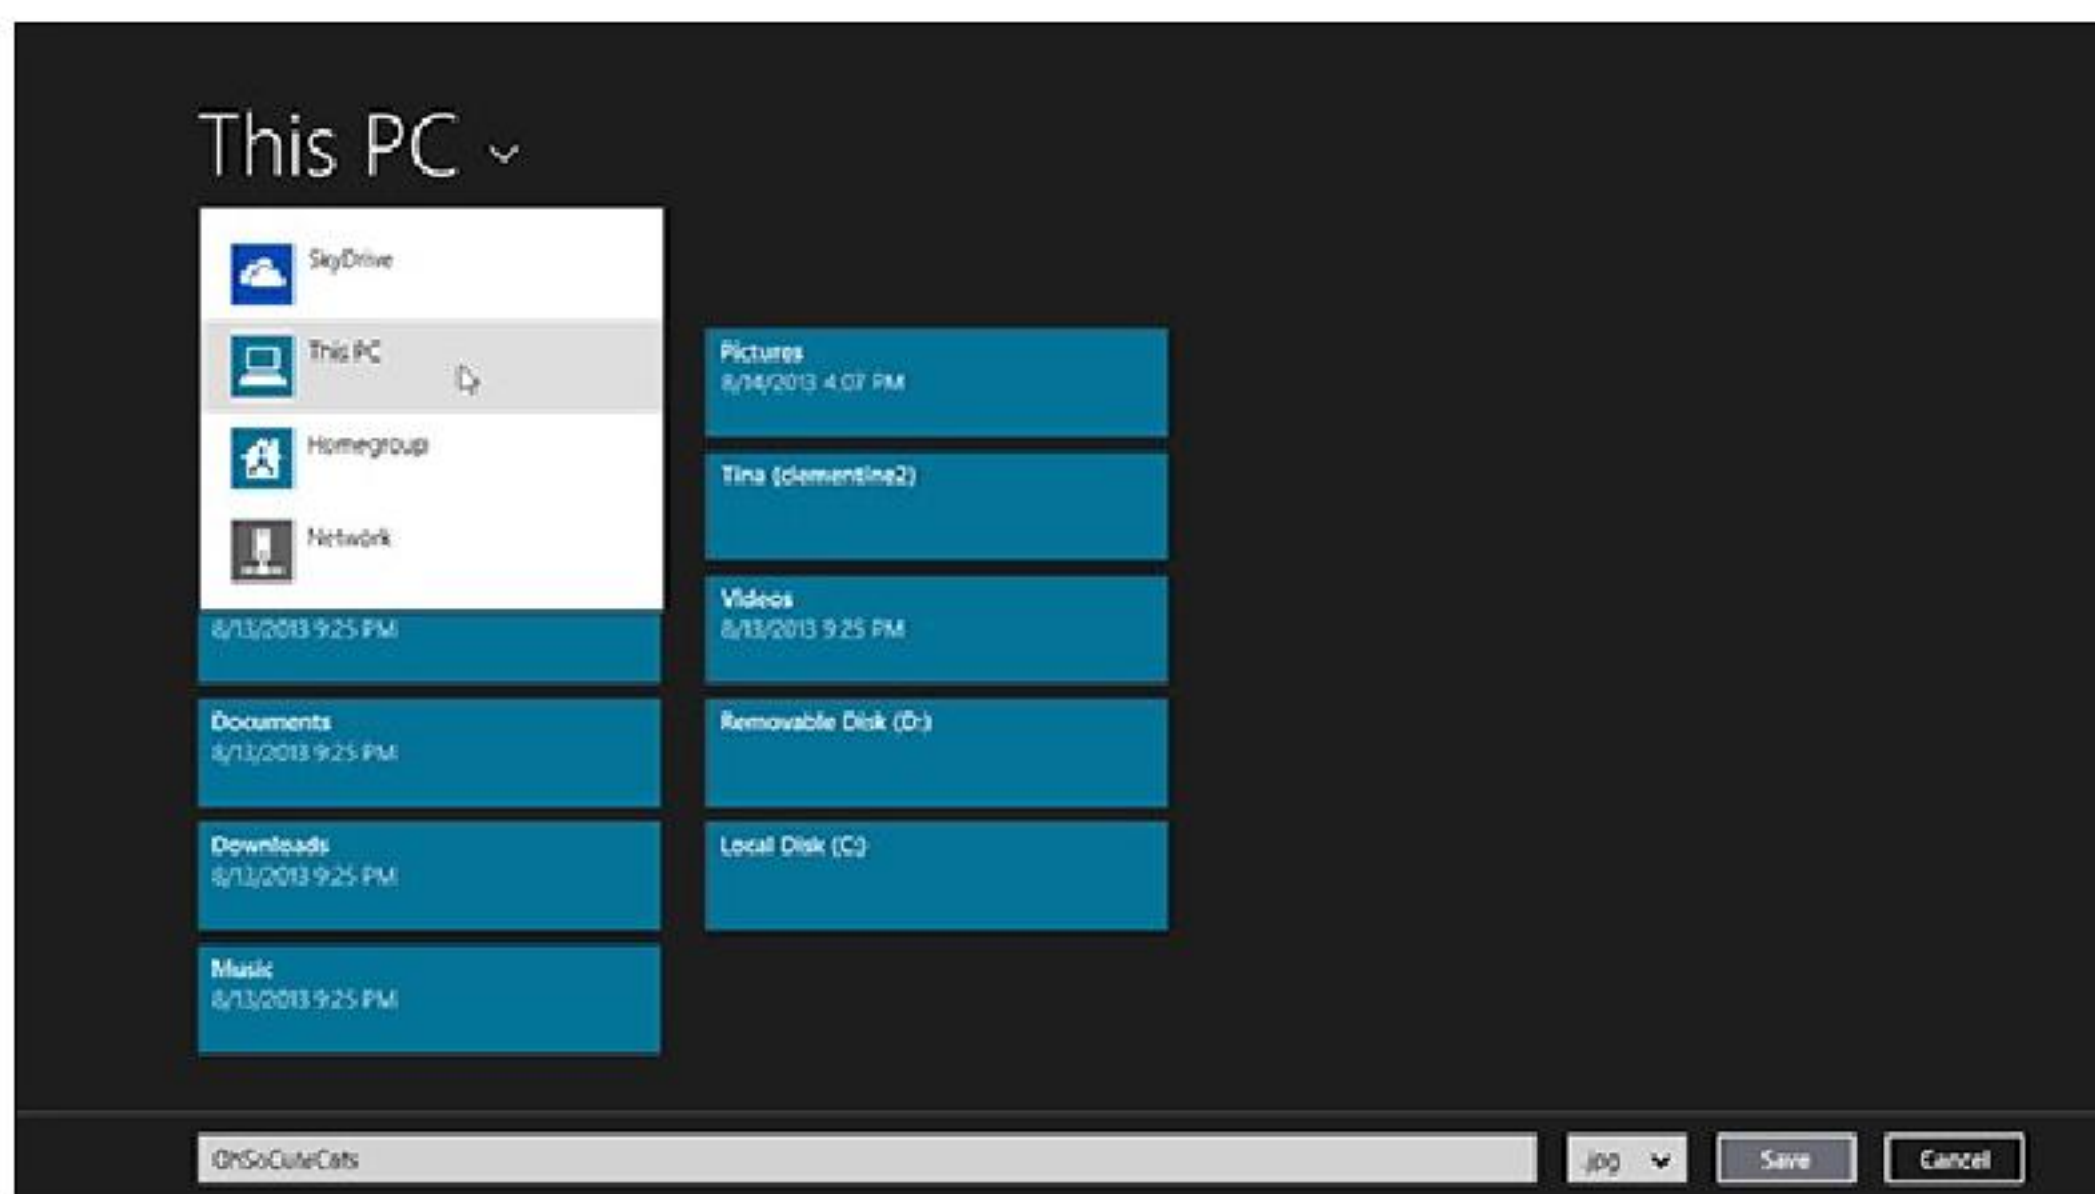 This PC
SkyDrive
This PC
Homegroup
Network
8/13/2013 9:25 PM
Documents
8/13/2013 9:25 PM
Downloads
8/13/2013 9:25 PM
Music
8/13/2013 9:25 PM
Pictures
8/14/2013 4:07 PM
Tina (clementine2)
Videos
8/13/2013 9:25 PM
Removable Disk (D:)
Local Disk (C:)
OhSoCuteCats
.jpg
Save
Cancel